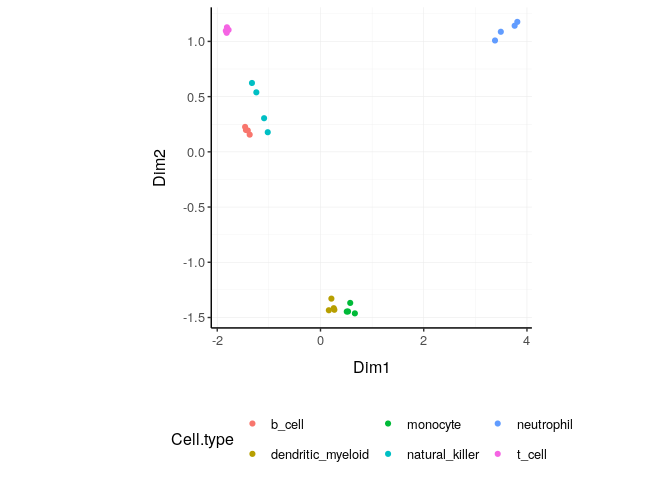 1.0
0.5
0.0
-0.5
-1.0
-1.5
Dim2
-2 0 2 4
Dim1
Cell.type
b_cell monocyte neutrophil
dendritic_myeloid natural_killer t_cell